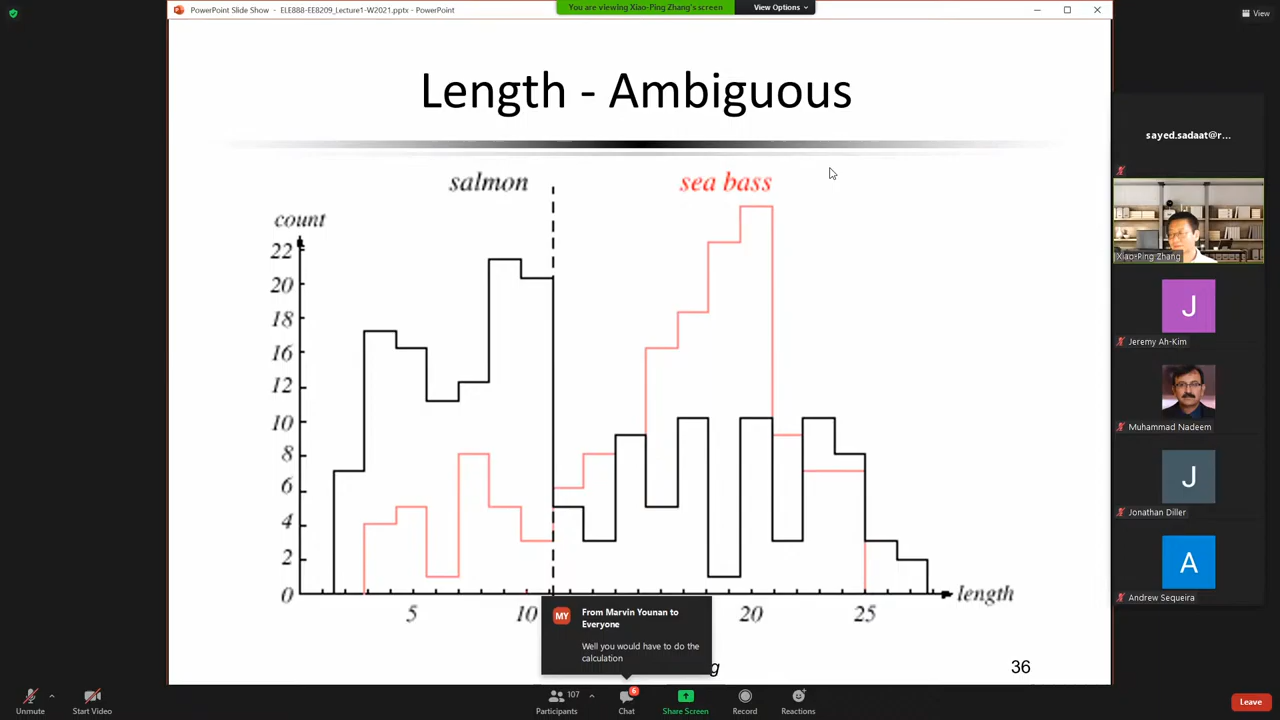 PowerPoint Slide Show - ELE888-EE8209_Lecture1-W2021.pptx - PowerPoint
You are viewing Xiao-Ping Zhang's screen
View Options
View
Length - Ambiguous
salmon
sea bass
count
22
20
18
16
12
10
8
6
4
2
0
5
10
20
25
length
MY
From Marvin Younan to
Everyone
Well you would have to do the
calculation
g
36
sayed.sadaat@r...
Xiao-Ping Zhang
J
Jeremy Ah-Kim
Muhammad Nadeem
J
Jonathan Diller
A
Andrew Sequeira
Unmute
Start Video
107
Participants
6
Chat
Share Screen
Record
Reactions
Leave